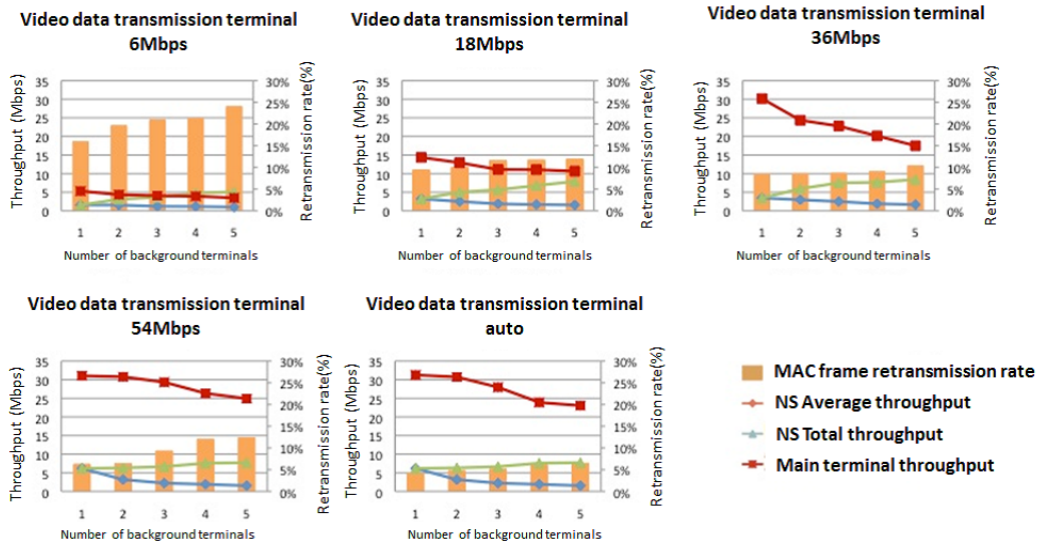 Video data transmission terminal
6Mbps
Throughput (Mbps)
35
30
25
20
15
10
5
0
30%
25%
20%
15%
10%
5%
0%
Retransmission rate(%)
1 2 3 4 5
Number of background terminals
Video data transmission terminal
18Mbps
Throughput (Mbps)
35
30
25
20
15
10
5
0
30%
25%
20%
15%
10%
5%
0%
Retransmission rate(%)
1 2 3 4 5
Number of background terminals
Video data transmission terminal
36Mbps
Throughput (Mbps)
35
30
25
20
15
10
5
0
30%
25%
20%
15%
10%
5%
0%
Retransmission rate(%)
1 2 3 4 5
Number of background terminals
Video data transmission terminal
54Mbps
Throughput (Mbps)
35
30
25
20
15
10
5
0
30%
25%
20%
15%
10%
5%
0%
Retransmission rate(%)
1 2 3 4 5
Number of background terminals
Video data transmission terminal
auto
Throughput (Mbps)
35
30
25
20
15
10
5
0
30%
25%
20%
15%
10%
5%
0%
Retransmission rate(%)
1 2 3 4 5
Number of background terminals
MAC frame retransmission rate
NS Average throughput
NS Total throughput
Main terminal throughput